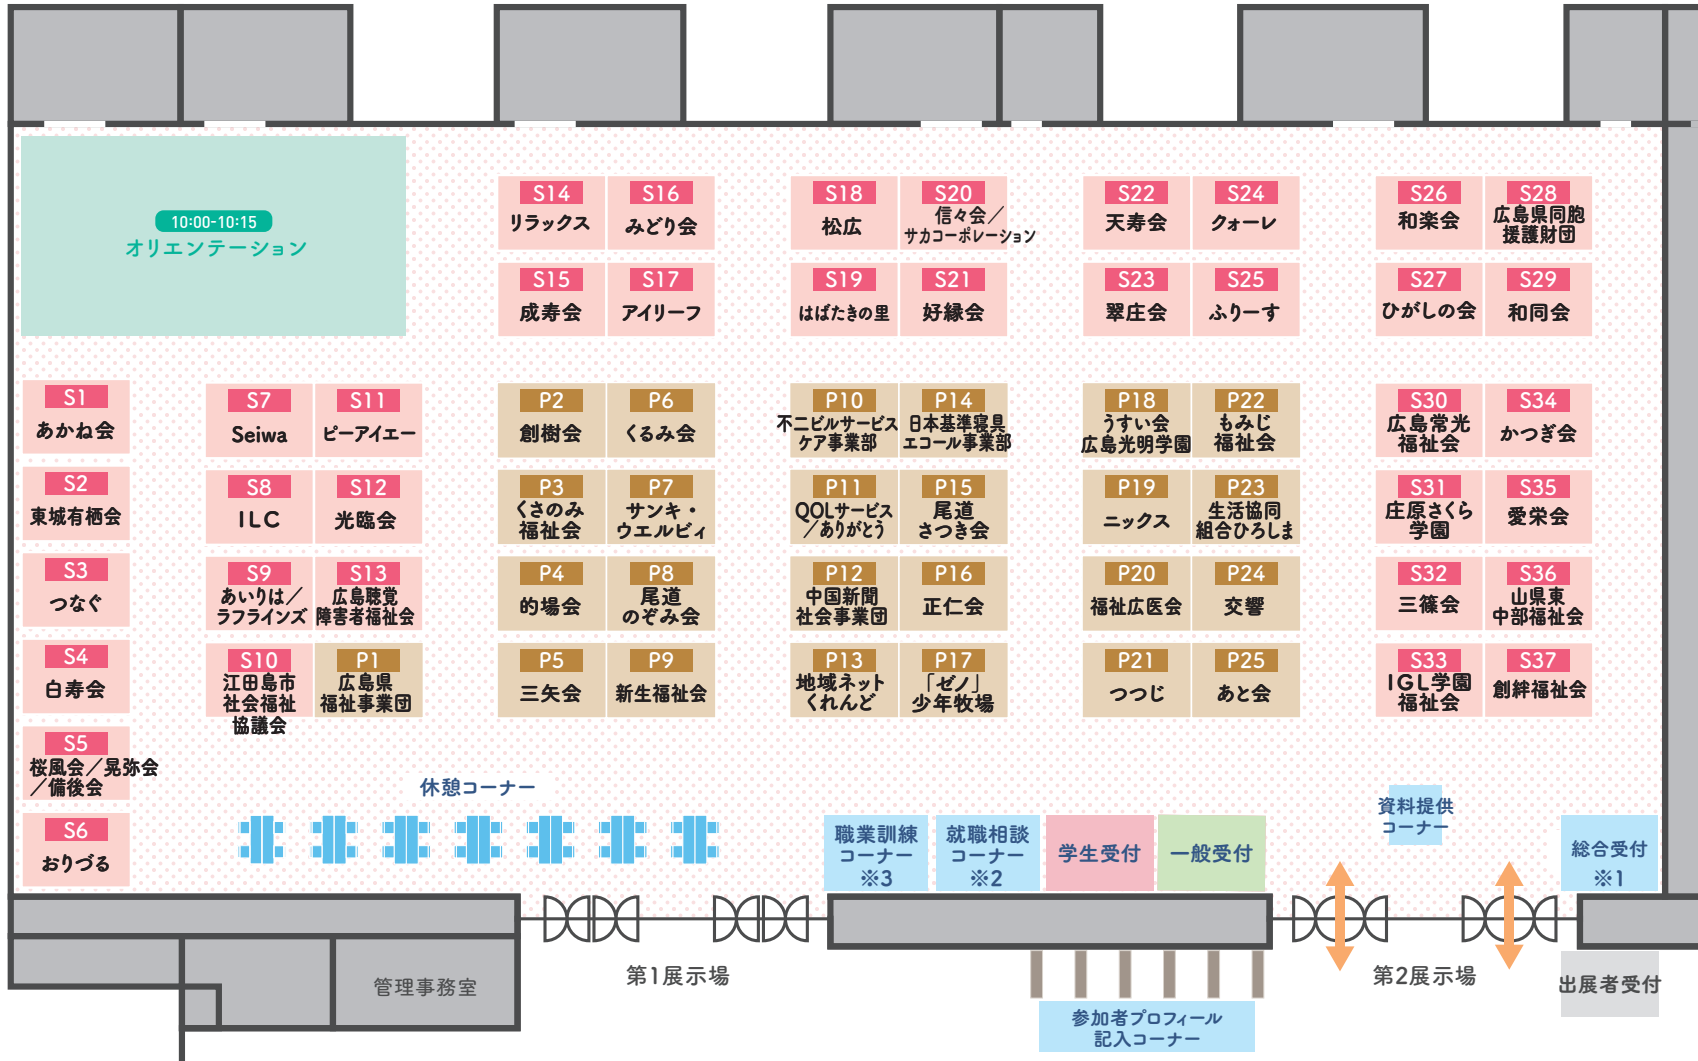 10:00-10:15
オリエンテーション
S14
リラックス
S16
みどり会
S18
松広
S20
信々会／
サカコーポレーション
S22
天寿会
S24
クォーレ
S26
和楽会
S28
広島県同胞
援護財団
S15
成寿会
S17
アイリーフ
S19
はばたきの里
S21
好縁会
S23
翠庄会
S25
ふりーす
S27
ひがしの会
S29
和同会
S1
あかね会
S7
Seiwa
S11
ピーアイエー
P2
創樹会
P6
くるみ会
P10
不二ビルサービス
ケア事業部
P14
日本基準寝具
エコール事業部
P18
うすい会
広島光明学園
P22
もみじ
福祉会
S30
広島常光
福祉会
S34
かつぎ会
S2
東城有栖会
S8
ILC
S12
光臨会
P3
くさのみ
福祉会
P7
サンキ・
ウエルビィ
P11
QOLサービス
／ありがとう
P15
尾道
さつき会
P19
ニックス
P23
生活協同
組合ひろしま
S31
庄原さくら
学園
S35
愛栄会
S3
つなぐ
S9
あいりは／
ラフラインズ
S13
広島聴覚
障害者福祉会
P4
的場会
P8
尾道
のぞみ会
P12
中国新聞
社会事業団
P16
正仁会
P20
福祉広医会
P24
交響
S32
三篠会
S36
山県東
中部福祉会
S4
白寿会
S10
江田島市
社会福祉
協議会
P1
広島県
福祉事業団
P5
三矢会
P9
新生福祉会
P13
地域ネット
くれんど
P17
「ゼノ」
少年牧場
P21
つつじ
P25
あと会
S33
IGL学園
福祉会
S37
創絆福祉会
S5
桜風会／晃弥会
／備後会
S6
おりづる
休憩コーナー
職業訓練
コーナー
※3
就職相談
コーナー
※2
学生受付
一般受付
資料提供
コーナー
総合受付
※1
管理事務室
第1展示場
第2展示場
出展者受付
参加者プロフィール
記入コーナー